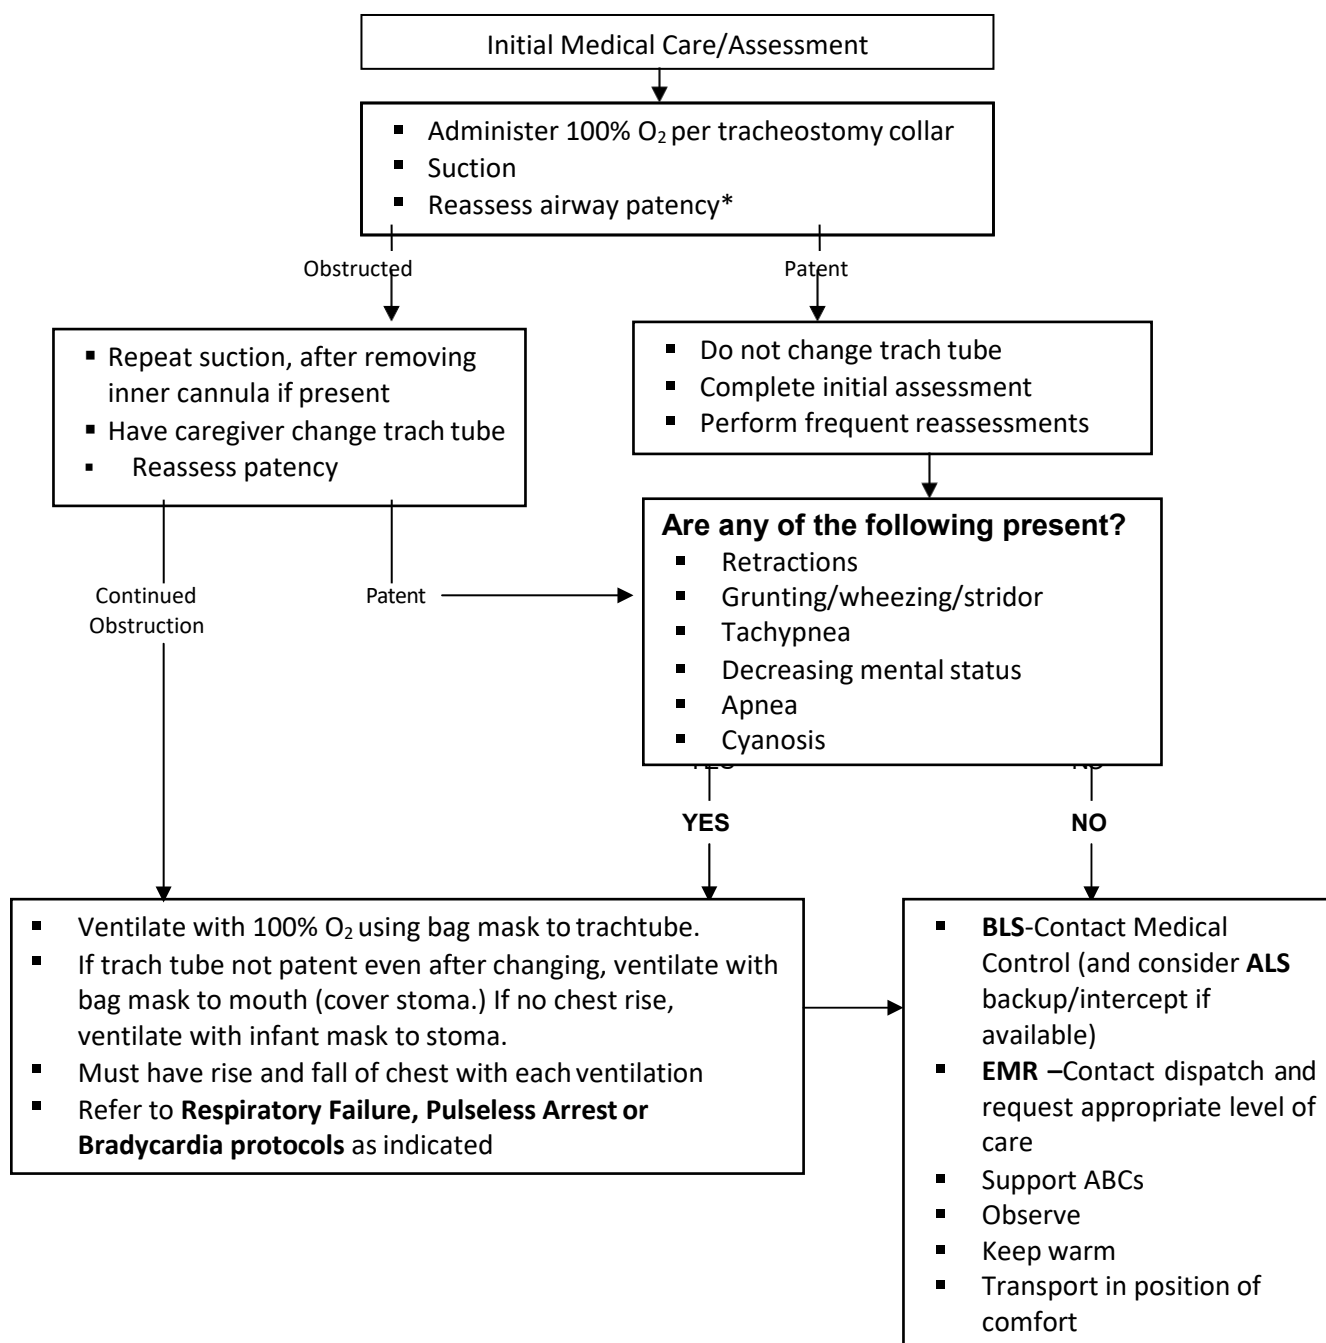 Initial Medical Care/Assessment
▪ Administer 100% O₂ per tracheostomy collar
▪ Suction
▪ Reassess airway patency*
Obstructed
Patent
▪ Repeat suction, after removing
inner cannula if present
▪ Have caregiver change trach tube
▪ Reassess patency
▪ Do not change trach tube
▪ Complete initial assessment
▪ Perform frequent reassessments
Are any of the following present?
▪ Retractions
▪ Grunting/wheezing/stridor
▪ Tachypnea
▪ Decreasing mental status
▪ Apnea
▪ Cyanosis
Continued
Obstruction
Patent
YES
NO
▪ Ventilate with 100% O₂ using bag mask to trachtube.
▪ If trach tube not patent even after changing, ventilate with
bag mask to mouth (cover stoma.) If no chest rise,
ventilate with infant mask to stoma.
▪ Must have rise and fall of chest with each ventilation
▪ Refer to Respiratory Failure, Pulseless Arrest or
Bradycardia protocols as indicated
▪ BLS-Contact Medical
Control (and consider ALS
backup/intercept if
available)
▪ EMR –Contact dispatch and
request appropriate level of
care
▪ Support ABCs
▪ Observe
▪ Keep warm
▪ Transport in position of
comfort